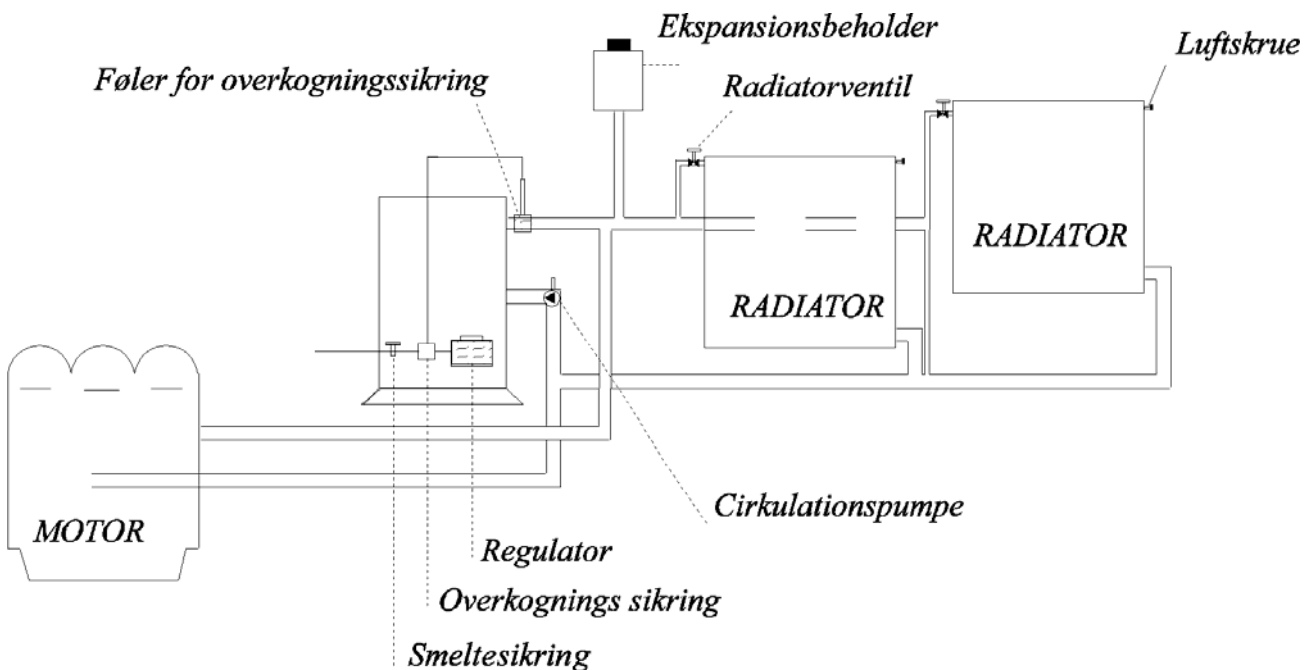 Ekspansionsbeholder
Luftskrue
Føler for overkogningssikring
Radiatorventil
RADIATOR
RADIATOR
Cirkulationspumpe
MOTOR
Regulator
Overkognings sikring
Smeltesikring